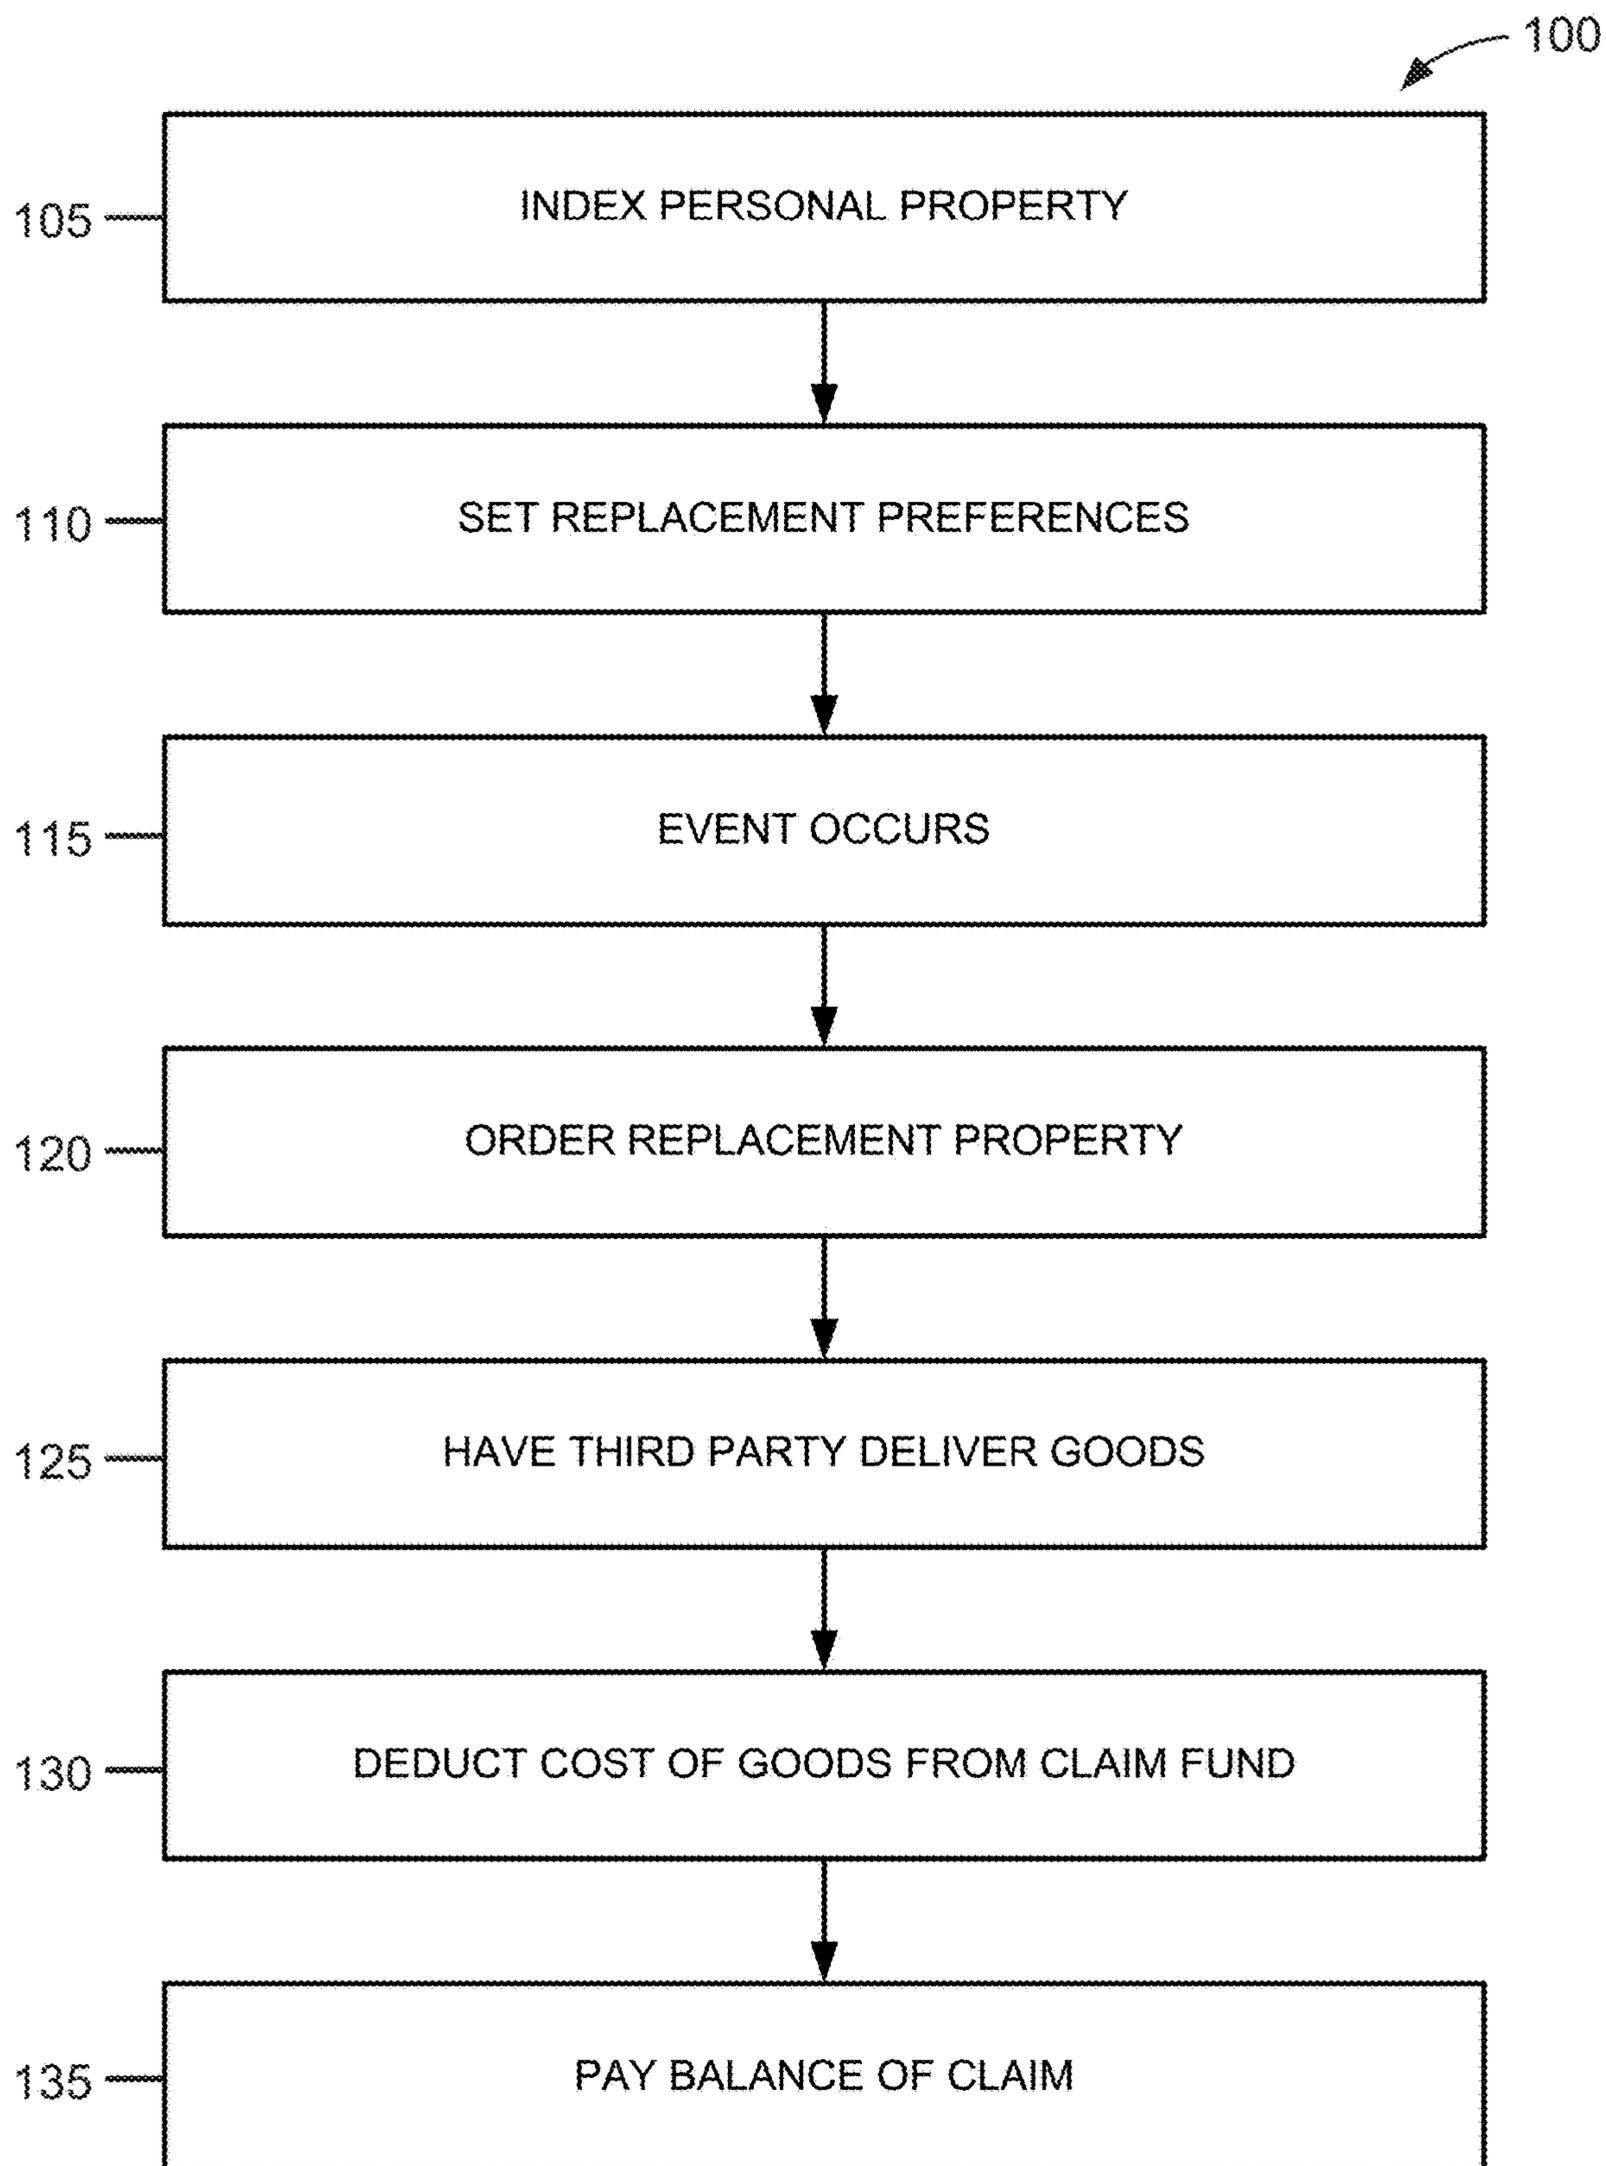 100
105 INDEX PERSONAL PROPERTY
110 SET REPLACEMENT PREFERENCES
115 EVENT OCCURS
120 ORDER REPLACEMENT PROPERTY
125 HAVE THIRD PARTY DELIVER GOODS
130 DEDUCT COST OF GOODS FROM CLAIM FUND
135 PAY BALANCE OF CLAIM